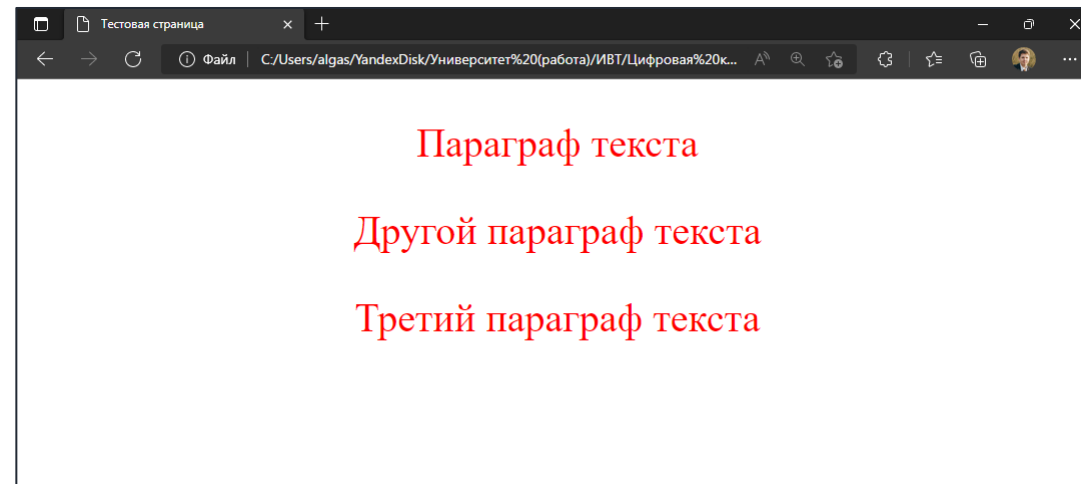 Тестовая страница
Файл C:/Users/algas/YandexDisk/Университет%20(работа)/ИВТ/Цифровая%20к...
Параграф текста
Другой параграф текста
Третий параграф текста